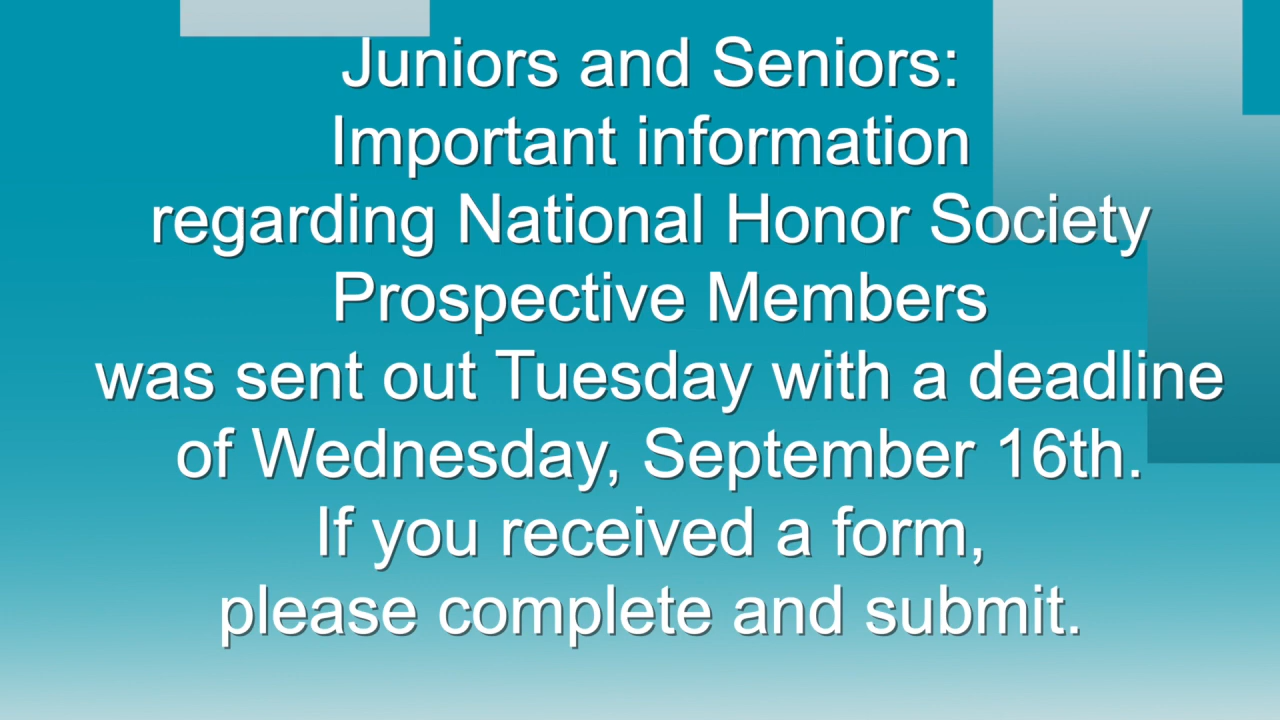 Juniors and Seniors:
Important information
regarding National Honor Society
Prospective Members
was sent out Tuesday with a deadline
of Wednesday, September 16th.
If you received a form,
please complete and submit.